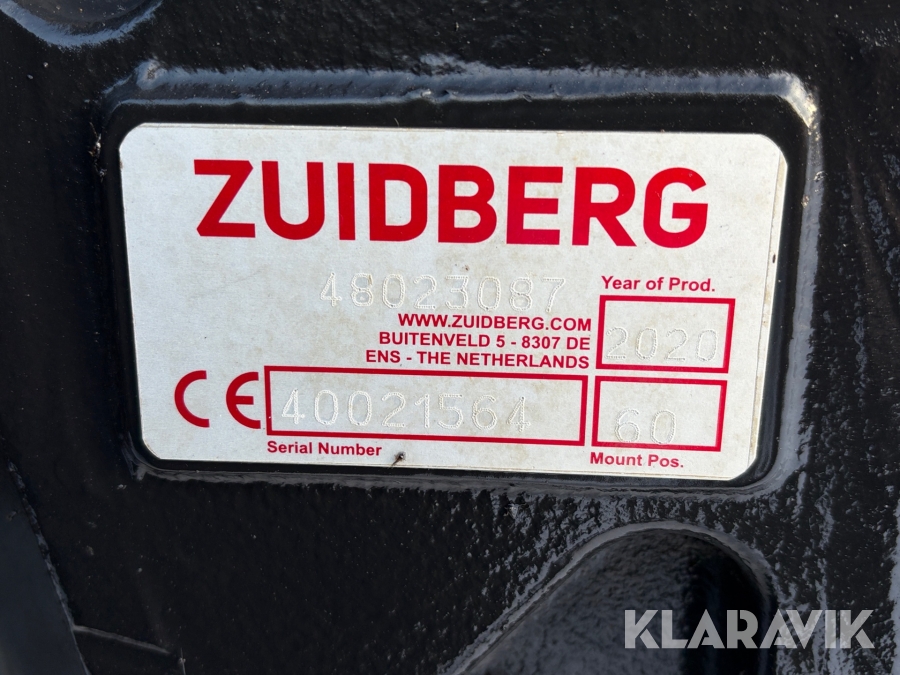 ZUIDBERG
48023087
Year of Prod.
WWW.ZUIDBERG.COM
BUITENVELD 5 - 8307 DE
ENS - THE NETHERLANDS
2020
CE
40021564
60
Serial Number
Mount Pos.
KLARAVIK